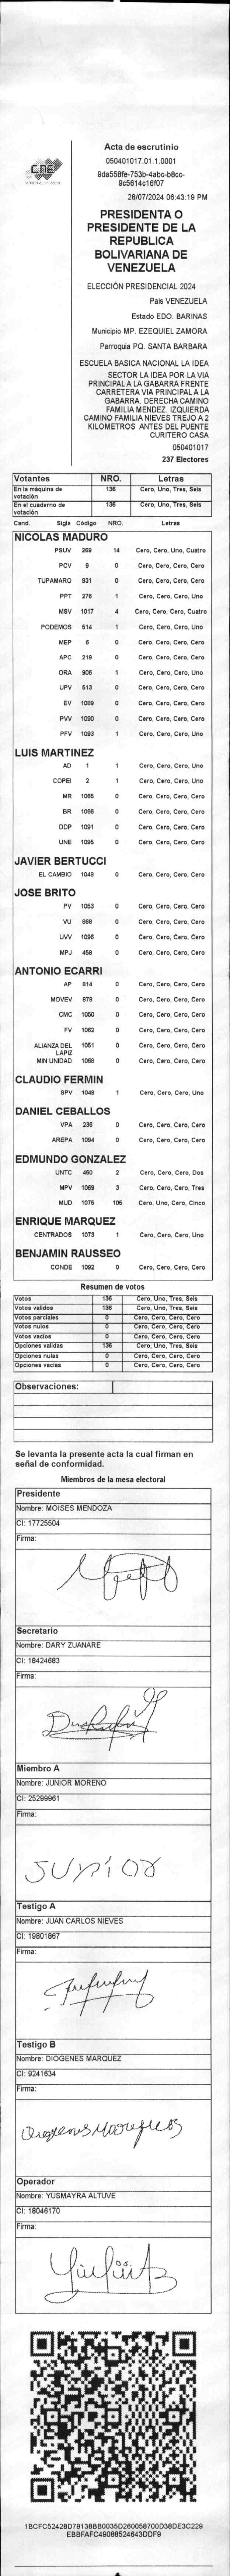 CNE
Acta de escrutinio
050401017.01.1.0001
9da558fe-753b-4abc-b8cc-
9c5614c16f07
28/07/2024 06:43:19 PM
PRESIDENTA O
PRESIDENTE DE LA
REPUBLICA
BOLIVARIANA DE
VENEZUELA
ELECCIÓN PRESIDENCIAL 2024
País VENEZUELA
Estado EDO. BARINAS
Municipio MP. EZEQUIEL ZAMORA
Parroquia PQ. SANTA BARBARA
ESCUELA BASICA NACIONAL LA IDEA
SECTOR LA IDEA POR LA VIA
PRINCIPAL A LA GABARRA FRENTE
CARRETERA VIA PRINCIPAL A LA
GABARRA. DERECHA CAMINO
FAMILIA MENDEZ. IZQUIERDA
CAMINO FAMILIA NIEVES TREJO A 2
KILOMETROS ANTES DEL PUENTE
CURITERO CASA
050401017
237 Electores
Votantes NRO. Letras
En la máquina de votación 136 Cero, Uno, Tres, Seis
En el cuaderno de votación 136 Cero, Uno, Tres, Seis
Cand. Sigla Código NRO. Letras
NICOLAS MADURO
PSUV 269 14 Cero, Cero, Uno, Cuatro
PCV 9 0 Cero, Cero, Cero, Cero
TUPAMARO 931 0 Cero, Cero, Cero, Cero
PPT 276 1 Cero, Cero, Cero, Uno
MSV 1017 4 Cero, Cero, Cero, Cuatro
PODEMOS 514 1 Cero, Cero, Cero, Uno
MEP 6 0 Cero, Cero, Cero, Cero
APC 219 0 Cero, Cero, Cero, Cero
ORA 906 1 Cero, Cero, Cero, Uno
UPV 513 0 Cero, Cero, Cero, Cero
EV 1089 0 Cero, Cero, Cero, Cero
PVV 1090 0 Cero, Cero, Cero, Cero
PFV 1093 1 Cero, Cero, Cero, Uno
LUIS MARTINEZ
AD 1 1 Cero, Cero, Cero, Uno
COPEI 2 1 Cero, Cero, Cero, Uno
MR 1065 0 Cero, Cero, Cero, Cero
BR 1066 0 Cero, Cero, Cero, Cero
DDP 1091 0 Cero, Cero, Cero, Cero
UNE 1095 0 Cero, Cero, Cero, Cero
JAVIER BERTUCCI
EL CAMBIO 1048 0 Cero, Cero, Cero, Cero
JOSE BRITO
PV 1053 0 Cero, Cero, Cero, Cero
VU 868 0 Cero, Cero, Cero, Cero
UVV 1096 0 Cero, Cero, Cero, Cero
MPJ 458 0 Cero, Cero, Cero, Cero
ANTONIO ECARRI
AP 814 0 Cero, Cero, Cero, Cero
MOVEV 979 0 Cero, Cero, Cero, Cero
CMC 1050 0 Cero, Cero, Cero, Cero
FV 1062 0 Cero, Cero, Cero, Cero
ALIANZA DEL LAPIZ 1051 0 Cero, Cero, Cero, Cero
MIN UNIDAD 1068 0 Cero, Cero, Cero, Cero
CLAUDIO FERMIN
SPV 1049 1 Cero, Cero, Cero, Uno
DANIEL CEBALLOS
VPA 236 0 Cero, Cero, Cero, Cero
AREPA 1094 0 Cero, Cero, Cero, Cero
EDMUNDO GONZALEZ
UNTC 460 2 Cero, Cero, Cero, Dos
MPV 1069 3 Cero, Cero, Cero, Tres
MUD 1075 105 Cero, Uno, Cero, Cinco
ENRIQUE MARQUEZ
CENTRADOS 1073 1 Cero, Cero, Cero, Uno
BENJAMIN RAUSSEO
CONDE 1092 0 Cero, Cero, Cero, Cero
Resumen de votos
Votos 136 Cero, Uno, Tres, Seis
Votos validos 136 Cero, Uno, Tres, Seis
Votos parciales 0 Cero, Cero, Cero, Cero
Votos nulos 0 Cero, Cero, Cero, Cero
Votos vacíos 0 Cero, Cero, Cero, Cero
Opciones validas 136 Cero, Uno, Tres, Seis
Opciones nulas 0 Cero, Cero, Cero, Cero
Opciones vacías 0 Cero, Cero, Cero, Cero
Observaciones:
Se levanta la presente acta la cual firman en
señal de conformidad.
Miembros de la mesa electoral
Presidente
Nombre: MOISES MENDOZA
CI: 17725504
Firma:
Secretario
Nombre: DARY ZUANARE
CI: 18424683
Firma:
Miembro A
Nombre: JUNIOR MORENO
CI: 25299961
Firma:
JUNIOR
Testigo A
Nombre: JUAN CARLOS NIEVES
CI: 19801867
Firma:
Testigo B
Nombre: DIOGENES MARQUEZ
CI: 9241634
Firma:
Diogenes Marquez
Operador
Nombre: YUSMAYRA ALTUVE
CI: 18046170
Firma:
1BCFC52428D79138BB0035D260058700D38DE3C229
EBBFAFC49088524643DDF9